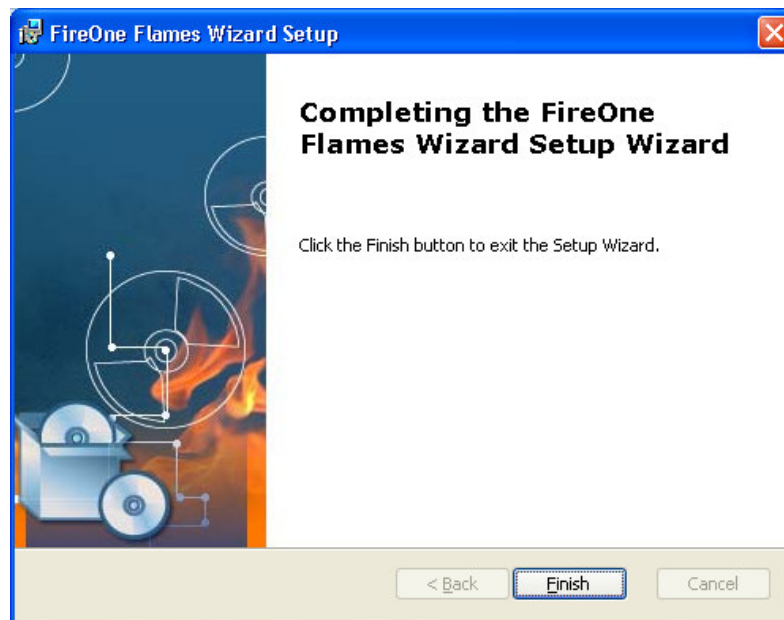 FireOne Flames Wizard Setup
Completing the FireOne
Flames Wizard Setup Wizard
Click the Finish button to exit the Setup Wizard.
< Back Finish Cancel